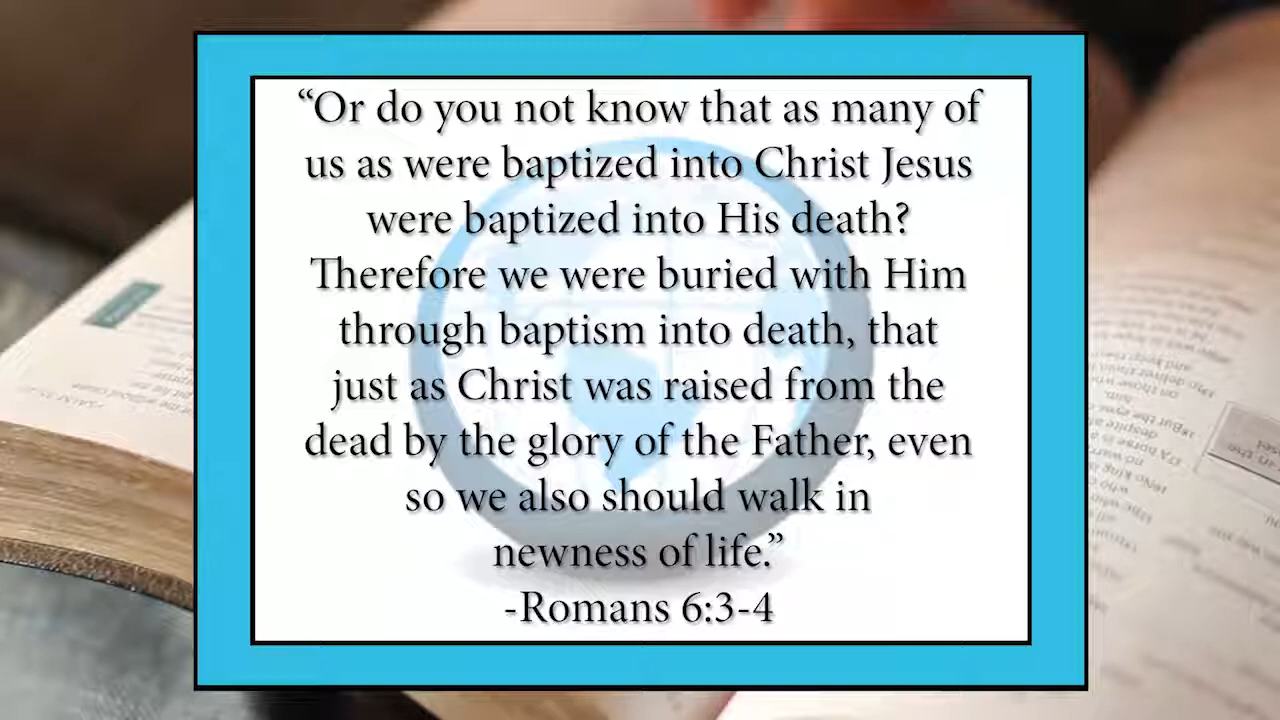 “Or do you not know that as many of
us as were baptized into Christ Jesus
were baptized into His death?
Therefore we were buried with Him
through baptism into death, that
just as Christ was raised from the
dead by the glory of the Father, even
so we also should walk in
newness of life.”
-Romans 6:3-4